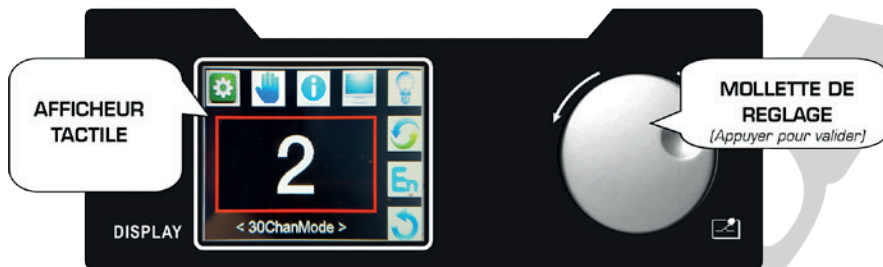 AFFICHEUR
TACTILE
MOLLETTE DE
REGLAGE
(Appuyer pour valider)
2
En
DISPLAY
< 30ChanMode >